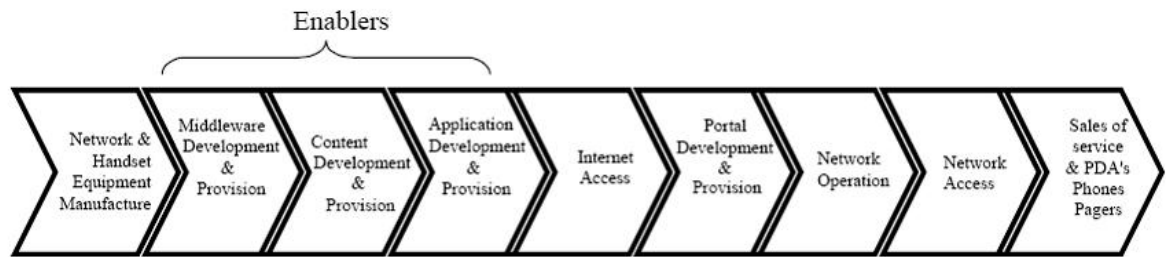 Enablers
Network &
Handset
Equipment
Manufacture
Middleware
Development
&
Provision
Content
Development
&
Provision
Application
Development
&
Provision
Internet
Access
Portal
Development
&
Provision
Network
Operation
Network
Access
Sales of
service
& PDA's
Phones
Pagers